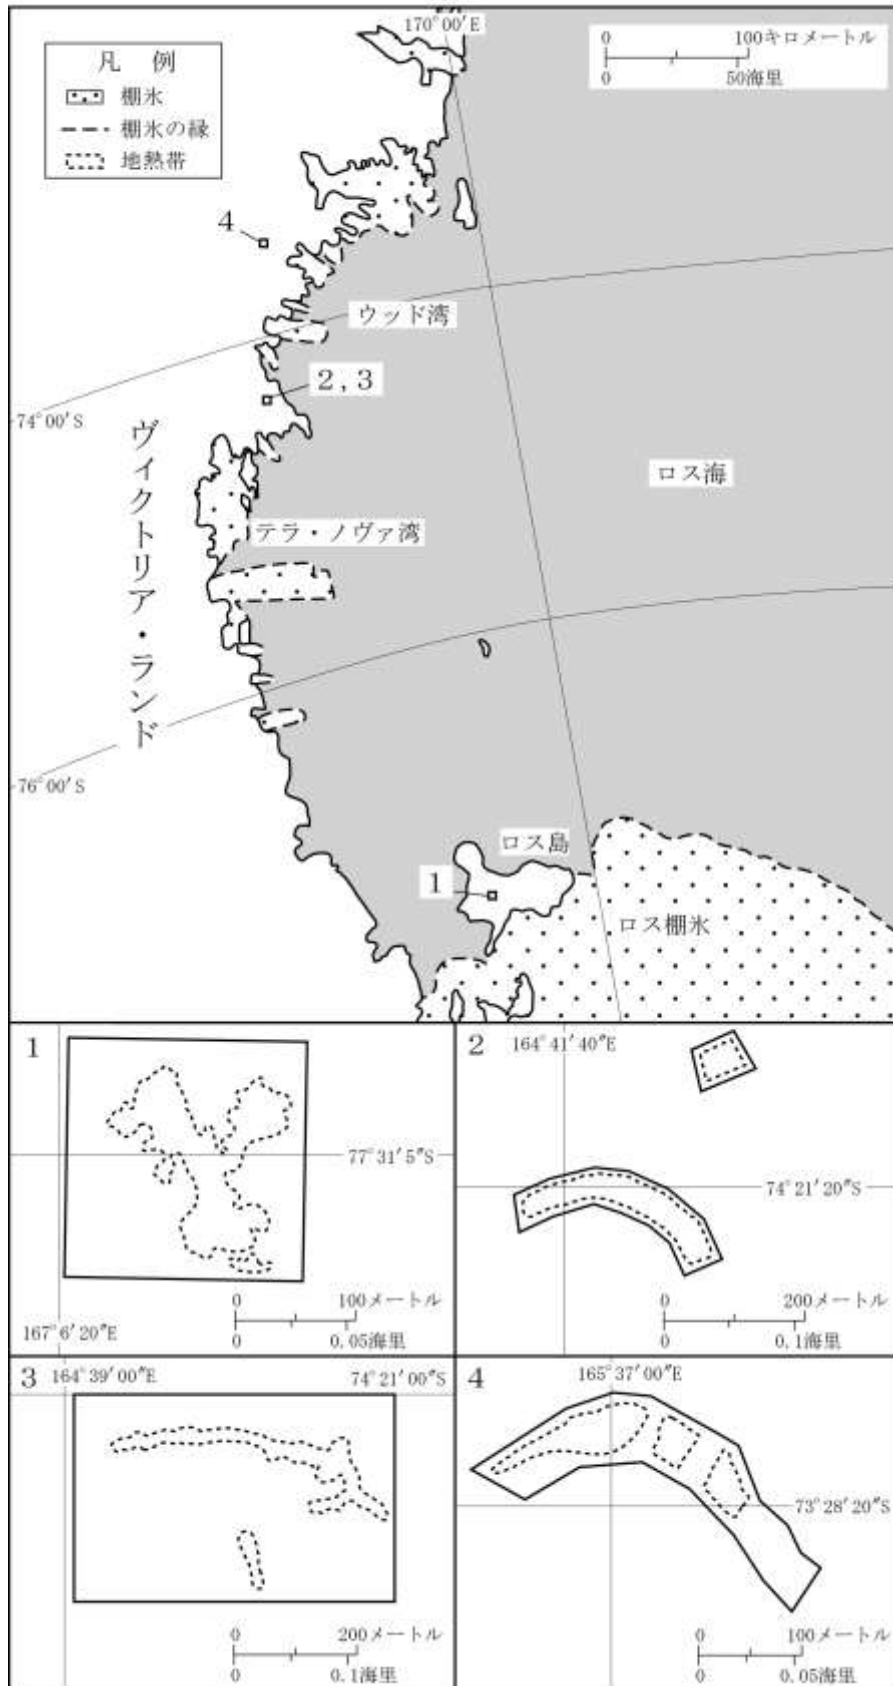 170°00′E
0 100キロメートル
0 50海里
凡 例
棚氷
棚氷の縁
地熱帯
4
ウッド湾
2,3
74°00′S
ヴィクトリア・ランド
ロス海
テラ・ノヴァ湾
76°00′S
ロス島
1
ロス棚氷
1
77°31′5″S
0 100メートル
0 0.05海里
167°6′20″E
2
164°41′40″E
74°21′20″S
0 200メートル
0 0.1海里
3
164°39′00″E
74°21′00″S
0 200メートル
0 0.1海里
4
165°37′00″E
73°28′20″S
0 100メートル
0 0.05海里